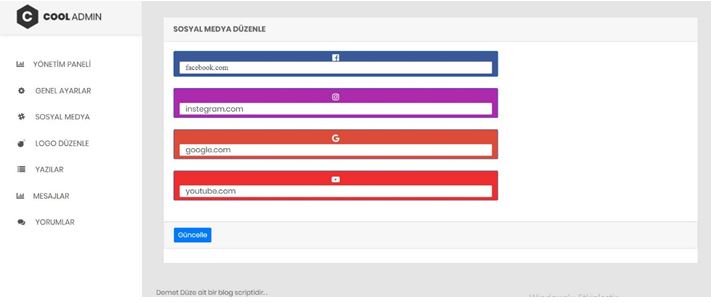 COOL ADMIN
SOSYAL MEDYA DÜZENLE
YÖNETİM PANELİ
GENEL AYARLAR
SOSYAL MEDYA
LOGO DÜZENLE
YAZILAR
MESAJLAR
YORUMLAR
facebook.com
instegram.com
google.com
youtube.com
Güncelle
Demet Düze ait bir blog scriptidir...